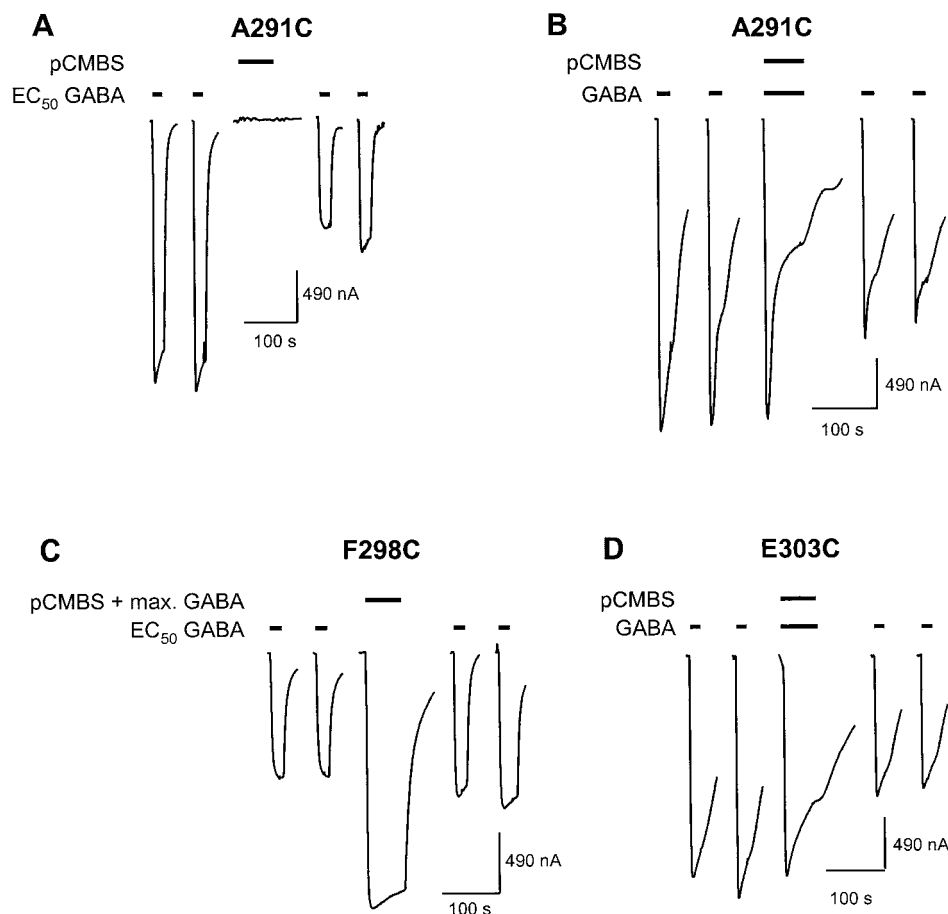 A
A291C
pCMBS
EC50 GABA
490 nA
100 s
B
A291C
pCMBS
GABA
490 nA
100 s
C
F298C
pCMBS + max. GABA
EC50 GABA
490 nA
100 s
D
E303C
pCMBS
GABA
490 nA
100 s